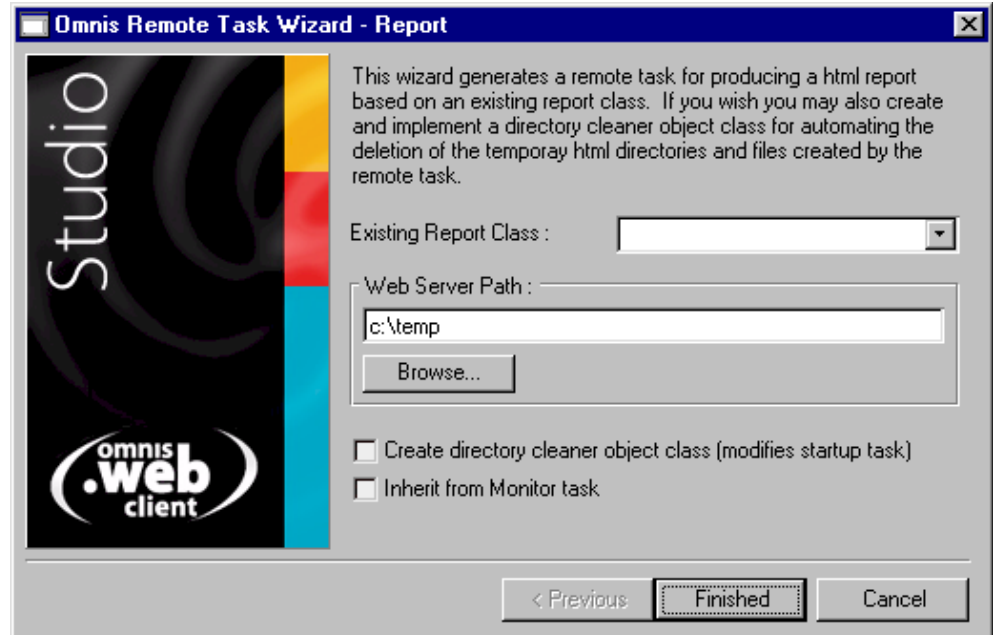 Omnis Remote Task Wizard - Report
Studio
This wizard generates a remote task for producing a html report
based on an existing report class.  If you wish you may also create
and implement a directory cleaner object class for automating the
deletion of the temporay html directories and files created by the
remote task.
Existing Report Class :
Web Server Path :
c:\temp
Browse...
Create directory cleaner object class (modifies startup task)
Inherit from Monitor task
omnis
.web
client
< Previous
Finished
Cancel